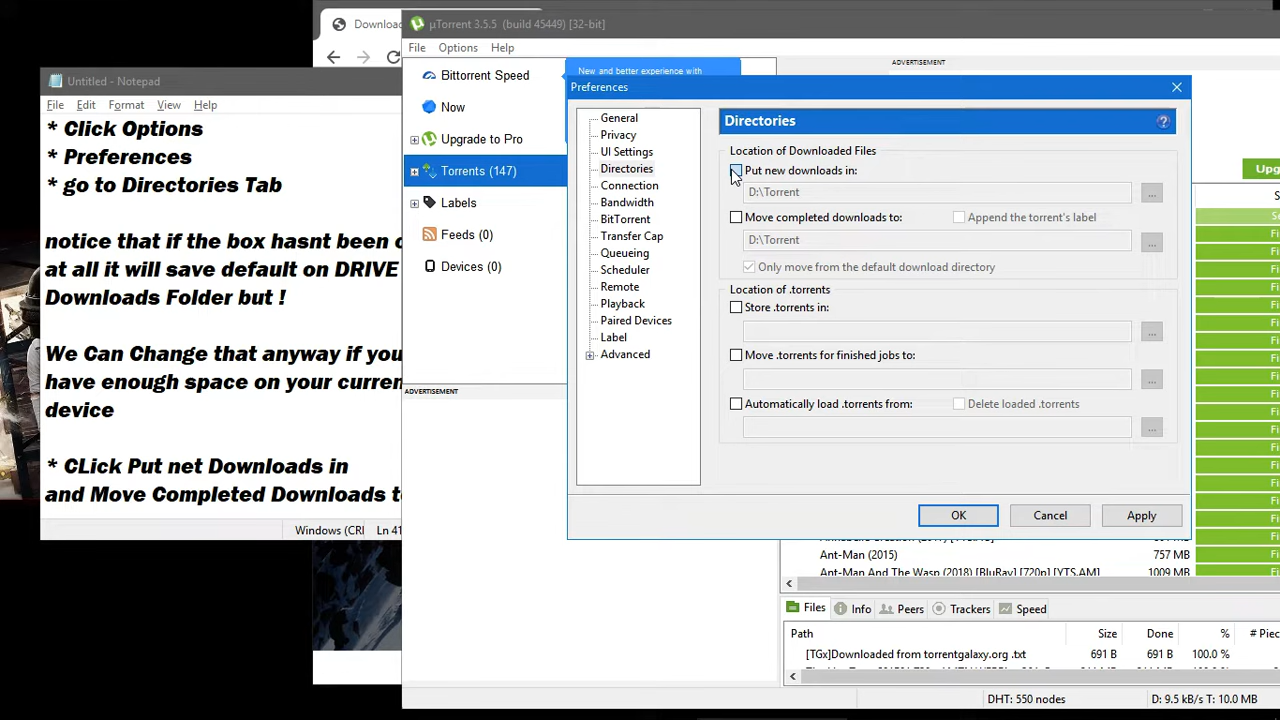 Download
µTorrent 3.5.5 (build 45449) [32-bit]
File Options Help
ADVERTISEMENT
Untitled - Notepad
File Edit Format View Help
* Click Options
* Preferences
* go to Directories Tab
notice that if the box hasnt been
at all it will save default on DRIVE
Downloads Folder but !
We Can Change that anyway if you
have enough space on your curren
device
* CLick Put net Downloads in
and Move Completed Downloads t
Windows (CRl Ln 41
Bittorrent Speed
Now
Upgrade to Pro
Torrents (147)
Labels
Feeds (0)
Devices (0)
ADVERTISEMENT
New and better experience with
Preferences
General
Privacy
UI Settings
Directories
Connection
Bandwidth
BitTorrent
Transfer Cap
Queueing
Scheduler
Remote
Playback
Paired Devices
Label
Advanced
Directories
Location of Downloaded Files
Put new downloads in:
D:\Torrent
...
Move completed downloads to: Append the torrent's label
D:\Torrent
...
Only move from the default download directory
Location of .torrents
Store .torrents in:
...
Move .torrents for finished jobs to:
...
Automatically load .torrents from: Delete loaded .torrents
...
OK Cancel Apply
Upg
Ant-Man (2015) 757 MB
Ant-Man And The Wasp (2018) [BluRay] [720p] [YTS.AM] 1009 MB
Files Info Peers Trackers Speed
Path Size Done % # Piec
[TGx]Downloaded from torrentgalaxy.org .txt 691 B 691 B 100.0 %
DHT: 550 nodes D: 9.5 kB/s T: 10.0 MB